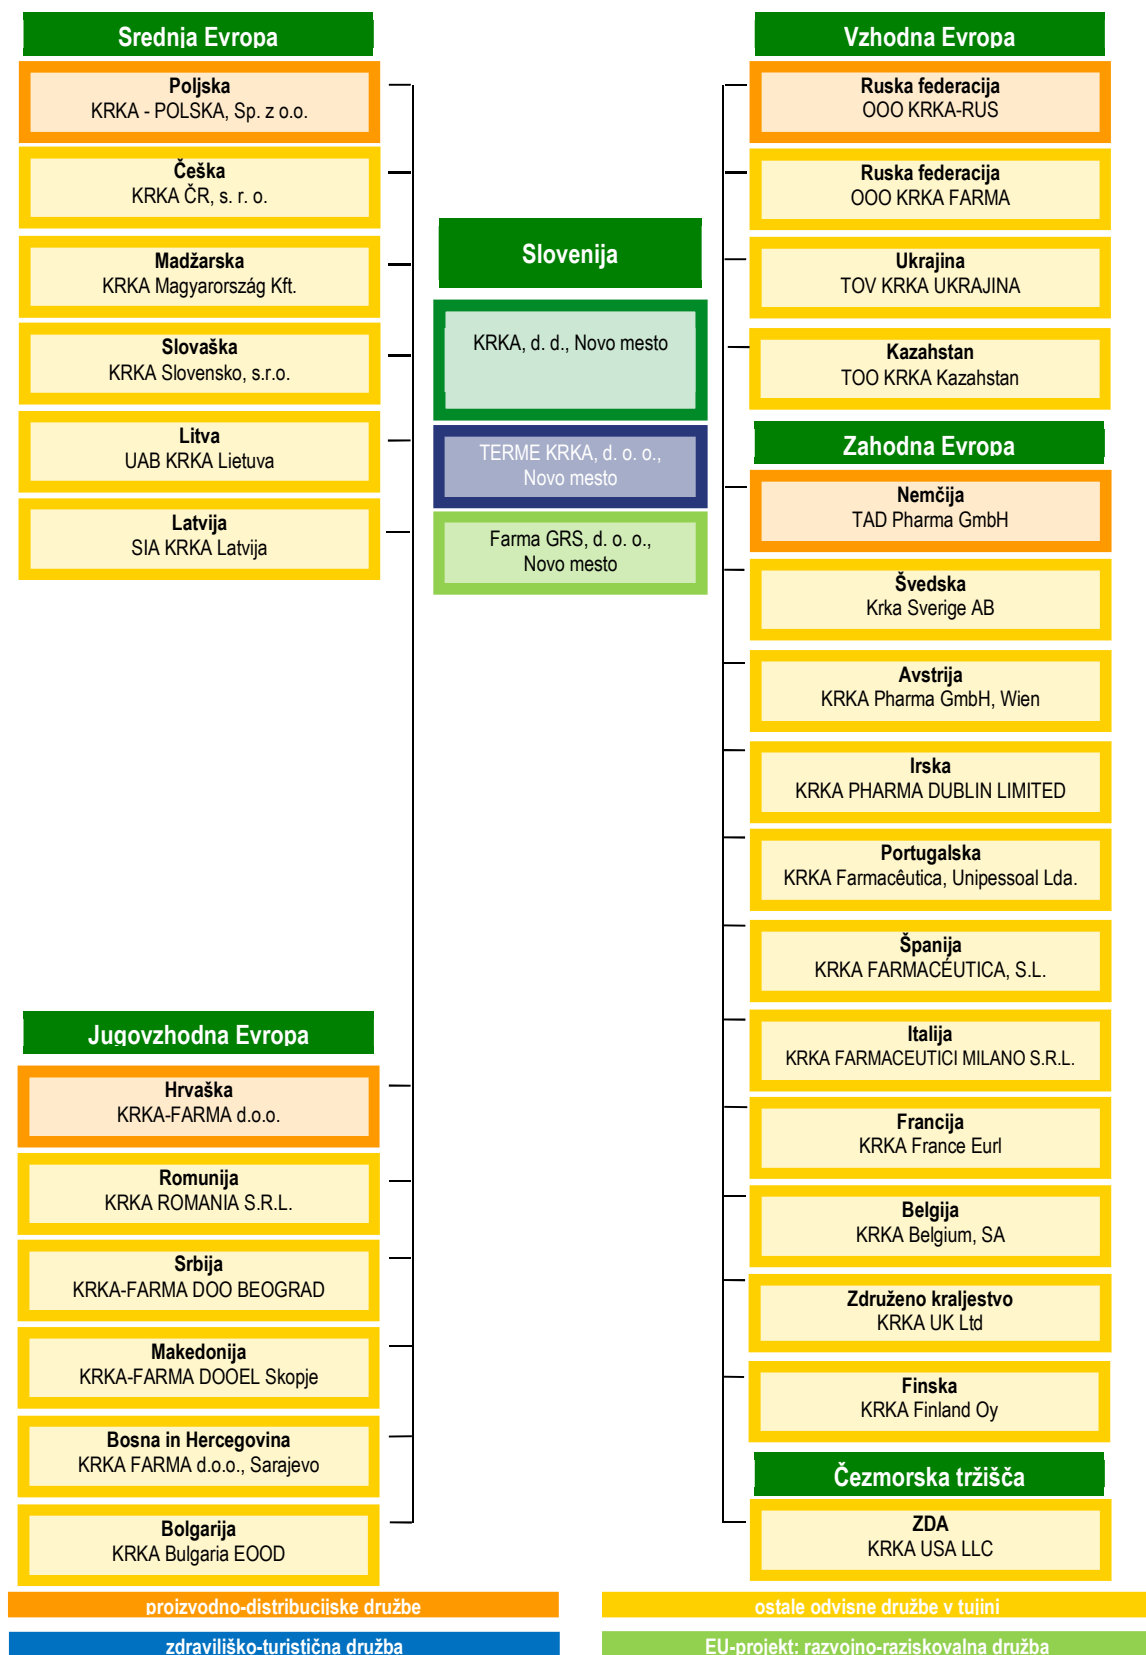 Srednja Evropa
Poljska
KRKA - POLSKA, Sp. z o.o.
Češka
KRKA ČR, s. r. o.
Madžarska
KRKA Magyarország Kft.
Slovaška
KRKA Slovensko, s.r.o.
Litva
UAB KRKA Lietuva
Latvija
SIA KRKA Latvija
Jugovzhodna Evropa
Hrvaška
KRKA-FARMA d.o.o.
Romunija
KRKA ROMANIA S.R.L.
Srbija
KRKA-FARMA DOO BEOGRAD
Makedonija
KRKA-FARMA DOOEL Skopje
Bosna in Hercegovina
KRKA FARMA d.o.o., Sarajevo
Bolgarija
KRKA Bulgaria EOOD
Slovenija
KRKA, d. d., Novo mesto
TERME KRKA, d. o. o.,
Novo mesto
Farma GRS, d. o. o.,
Novo mesto
Vzhodna Evropa
Ruska federacija
OOO KRKA-RUS
Ruska federacija
OOO KRKA FARMA
Ukrajina
TOV KRKA UKRAJINA
Kazahstan
TOO KRKA Kazahstan
Zahodna Evropa
Nemčija
TAD Pharma GmbH
Švedska
Krka Sverige AB
Avstrija
KRKA Pharma GmbH, Wien
Irska
KRKA PHARMA DUBLIN LIMITED
Portugalska
KRKA Farmacêutica, Unipessoal Lda.
Španija
KRKA FARMACÉUTICA, S.L.
Italija
KRKA FARMACEUTICI MILANO S.R.L.
Francija
KRKA France Eurl
Belgija
KRKA Belgium, SA
Združeno kraljestvo
KRKA UK Ltd
Finska
KRKA Finland Oy
Čezmorska tržišča
ZDA
KRKA USA LLC
proizvodno-distribucijske družbe
ostale odvisne družbe v tujini
zdraviliško-turistična družba
EU-projekt: razvojno-raziskovalna družba